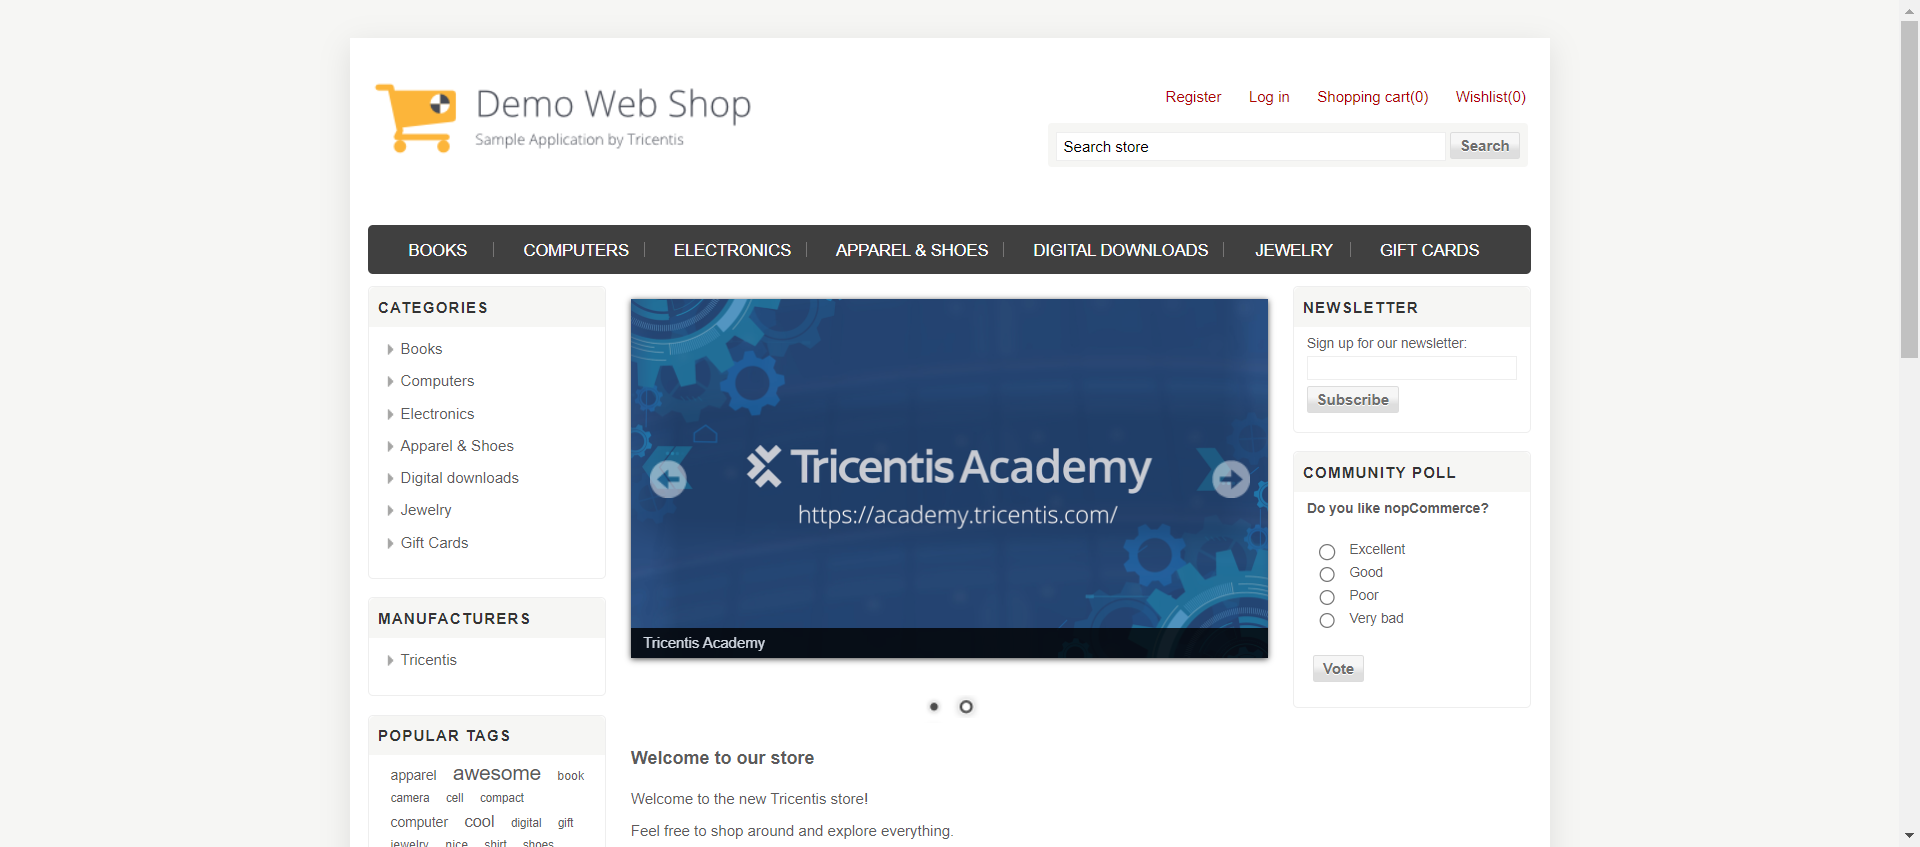 Demo Web Shop
Sample Application by Tricentis
Register Log in Shopping cart(0) Wishlist(0)
Search store Search
BOOKS COMPUTERS ELECTRONICS APPAREL & SHOES DIGITAL DOWNLOADS JEWELRY GIFT CARDS
CATEGORIES
Books
Computers
Electronics
Apparel & Shoes
Digital downloads
Jewelry
Gift Cards
MANUFACTURERS
Tricentis
POPULAR TAGS
apparel awesome book
camera cell compact
computer cool digital gift
jewelry nice shirt shoes
Tricentis Academy
https://academy.tricentis.com/
Tricentis Academy
Welcome to our store
Welcome to the new Tricentis store!
Feel free to shop around and explore everything.
NEWSLETTER
Sign up for our newsletter:
Subscribe
COMMUNITY POLL
Do you like nopCommerce?
Excellent
Good
Poor
Very bad
Vote